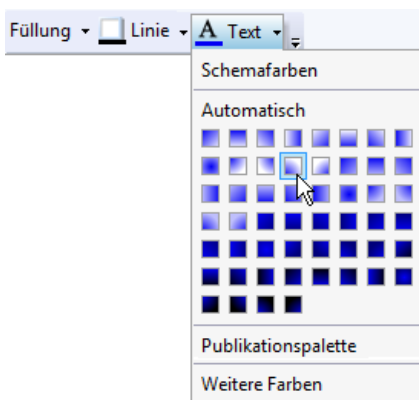 Füllung Linie A Text
Schemafarben
Automatisch
Publikationspalette
Weitere Farben